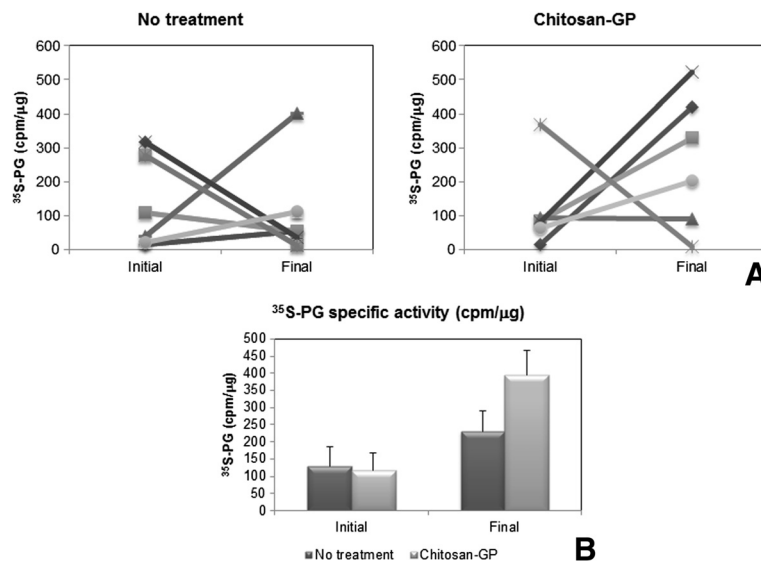 No treatment
600
500
400
300
200
100
0
³⁵S-PG (cpm/µg)
Initial Final
Chitosan-GP
600
500
400
300
200
100
0
³⁵S-PG (cpm/µg)
Initial Final
A
³⁵S-PG specific activity (cpm/µg)
500
450
400
350
300
250
200
150
100
50
0
³⁵S-PG (cpm/µg)
Initial Final
No treatment Chitosan-GP
B